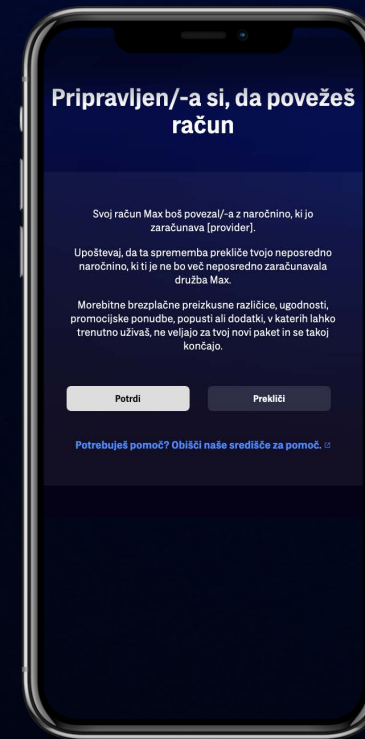 Pripravljen/-a si, da povežeš
račun
Svoj račun Max boš povezal/-a z naročnino, ki jo
zaračunava [provider].
Upoštevaj, da ta sprememba prekliče tvojo neposredno
naročnino, ki ti je ne bo več neposredno zaračunavala
družba Max.
Morebitne brezplačne preizkusne različice, ugodnosti,
promocijske ponudbe, popusti ali dodatki, v katerih lahko
trenutno uživaš, ne veljajo za tvoj novi paket in se takoj
končajo.
Potrdi
Prekliči
Potrebuješ pomoč? Obišči naše središče za pomoč.